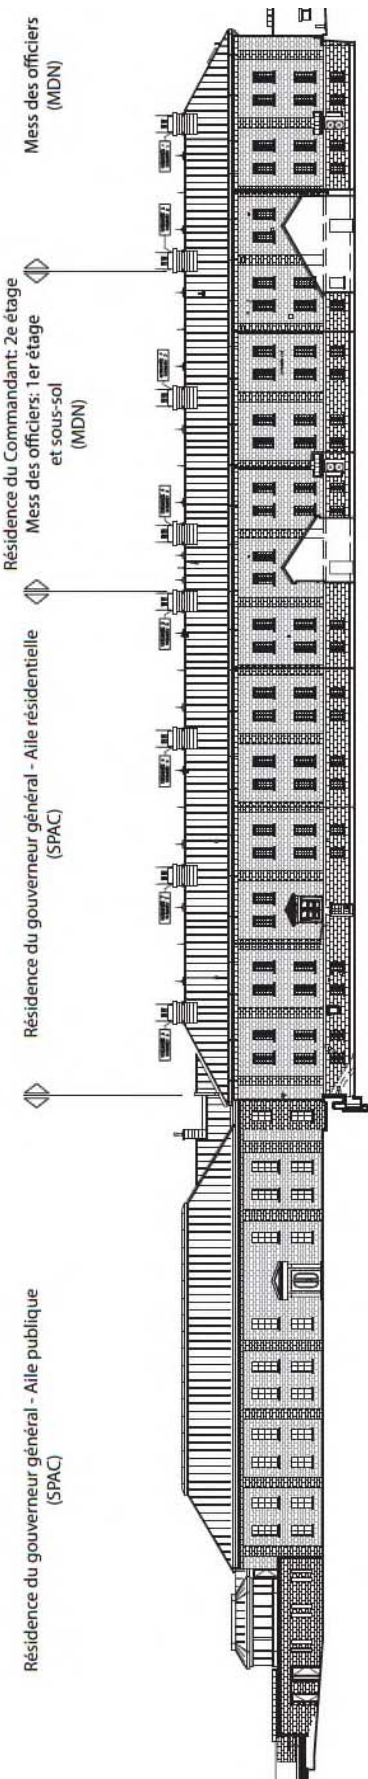 Résidence du gouverneur général - Aile publique
(SPAC)
Résidence du gouverneur général - Aile résidentielle
(SPAC)
Résidence du Commandant: 2e étage
Mess des officiers: 1er étage
et sous-sol
(MDN)
Mess des officiers
(MDN)